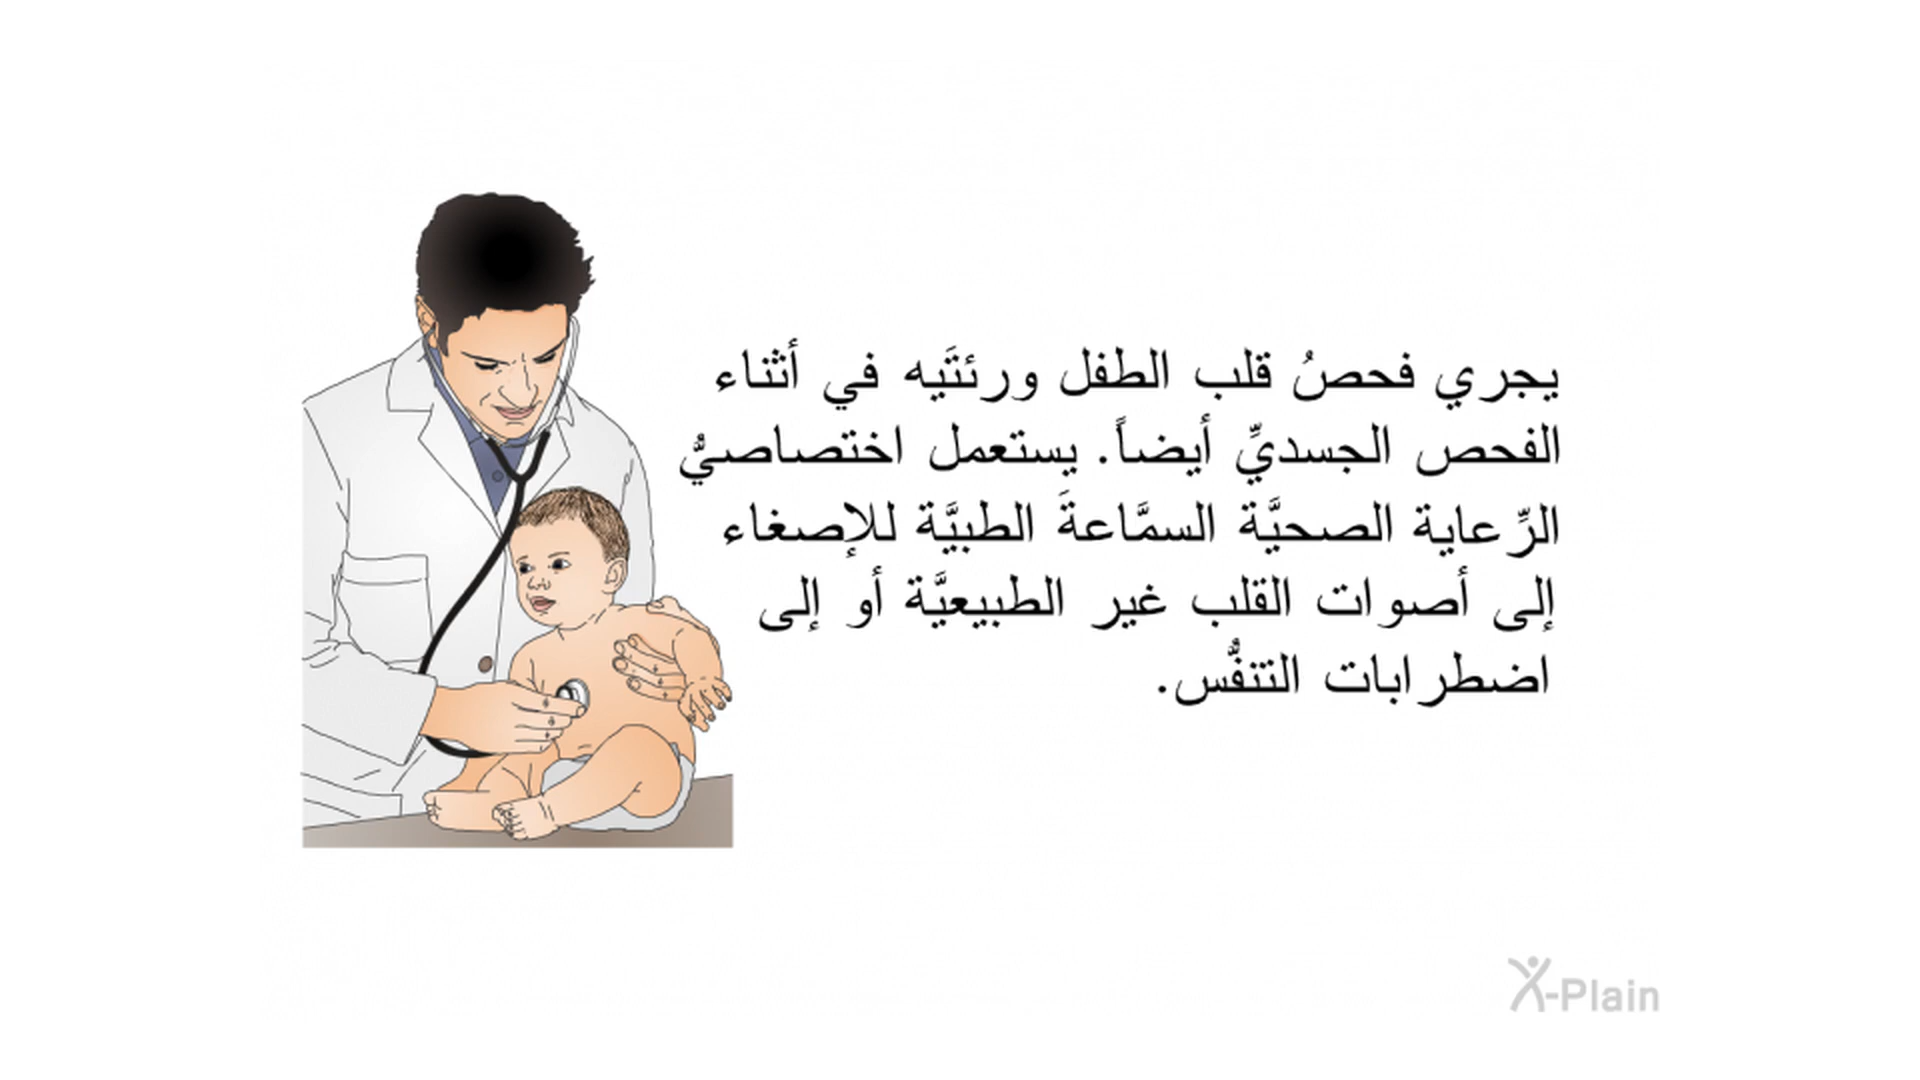 يجري فحصُ قلب الطفل ورئتَيه في أثناء
الفحص الجسديِّ أيضاً. يستعمل اختصاصيُّ
الرِّعاية الصحيَّة السمَّاعةَ الطبيَّة للإصغاء
إلى أصوات القلب غير الطبيعيَّة أو إلى
اضطرابات التنفُّس.
X-Plain